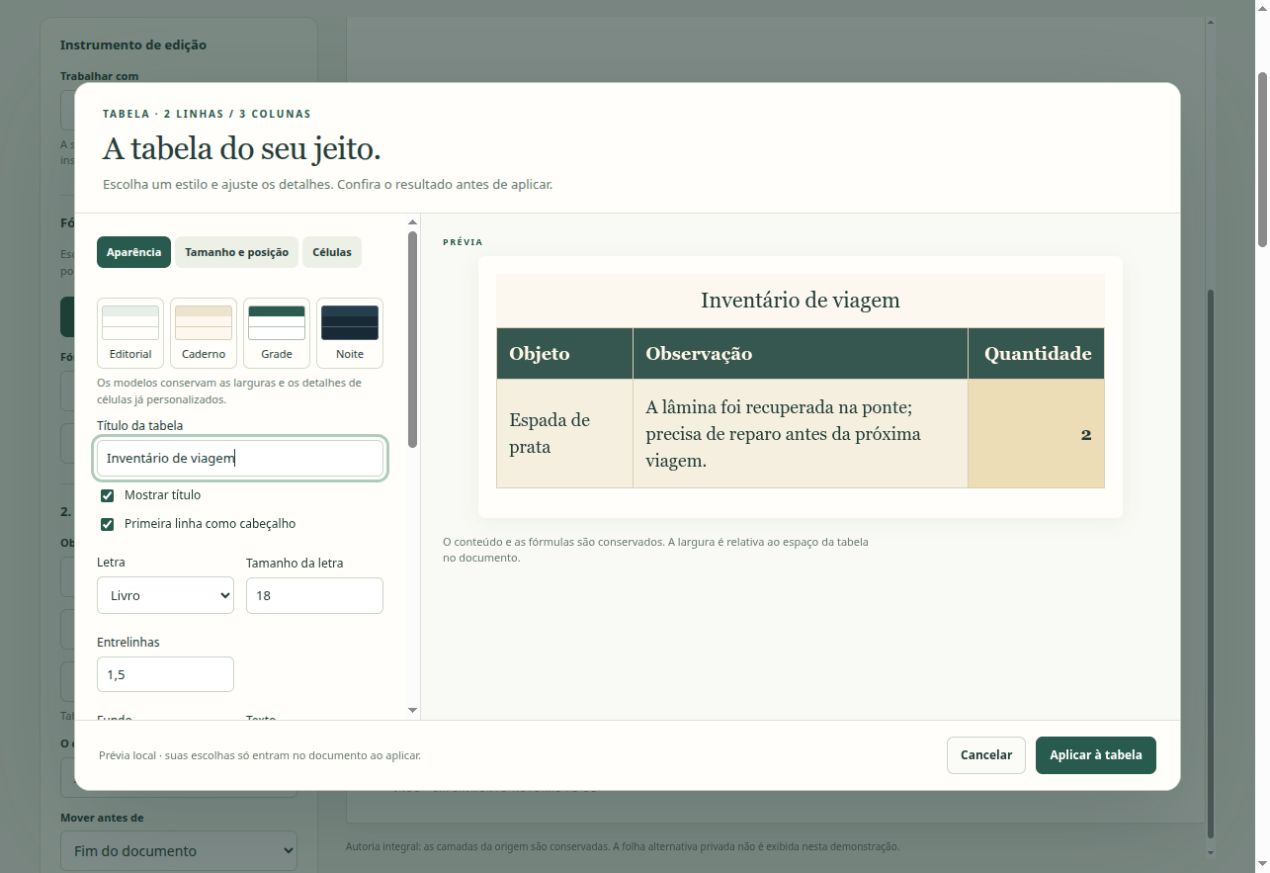 Instrumento de edição
Trabalhar com
TABELA · 2 LINHAS / 3 COLUNAS
A tabela do seu jeito.
Escolha um estilo e ajuste os detalhes. Confira o resultado antes de aplicar.
Aparência
Tamanho e posição
Células
Editorial
Caderno
Grade
Noite
Os modelos conservam as larguras e os detalhes de
células já personalizados.
Título da tabela
Inventário de viagem
Mostrar título
Primeira linha como cabeçalho
Letra
Tamanho da letra
Livro
18
Entrelinhas
1,5
Fundo
Texto
PRÉVIA
Inventário de viagem
Objeto
Observação
Quantidade
Espada de
prata
A lâmina foi recuperada na ponte;
precisa de reparo antes da próxima
viagem.
2
O conteúdo e as fórmulas são conservados. A largura é relativa ao espaço da tabela
no documento.
Prévia local · suas escolhas só entram no documento ao aplicar.
Cancelar
Aplicar à tabela
Mover antes de
Fim do documento
Autoria integral: as camadas da origem são conservadas. A folha alternativa privada não é exibida nesta demonstração.